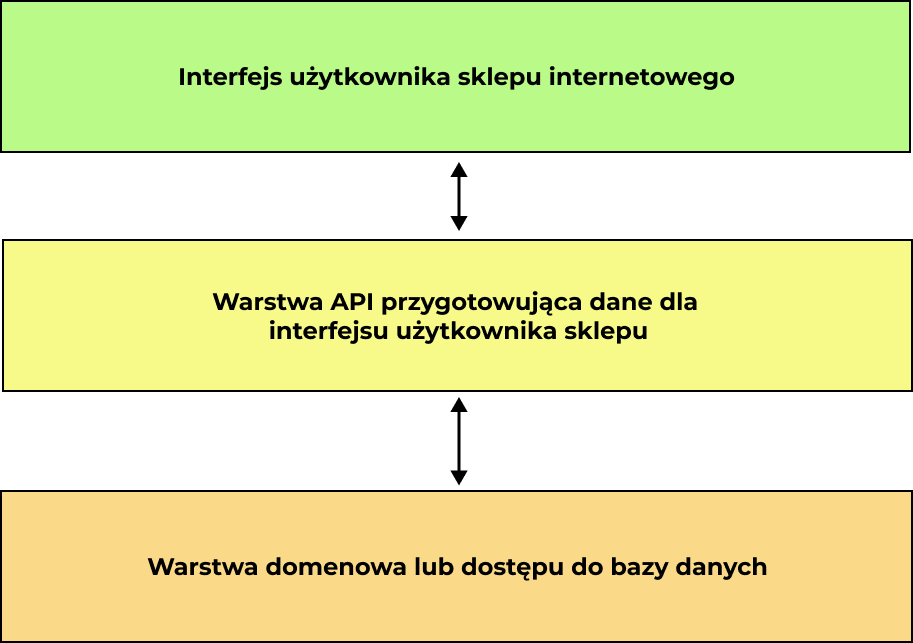 Interfejs użytkownika sklepu internetowego
Warstwa API przygotowująca dane dla
interfejsu użytkownika sklepu
Warstwa domenowa lub dostępu do bazy danych